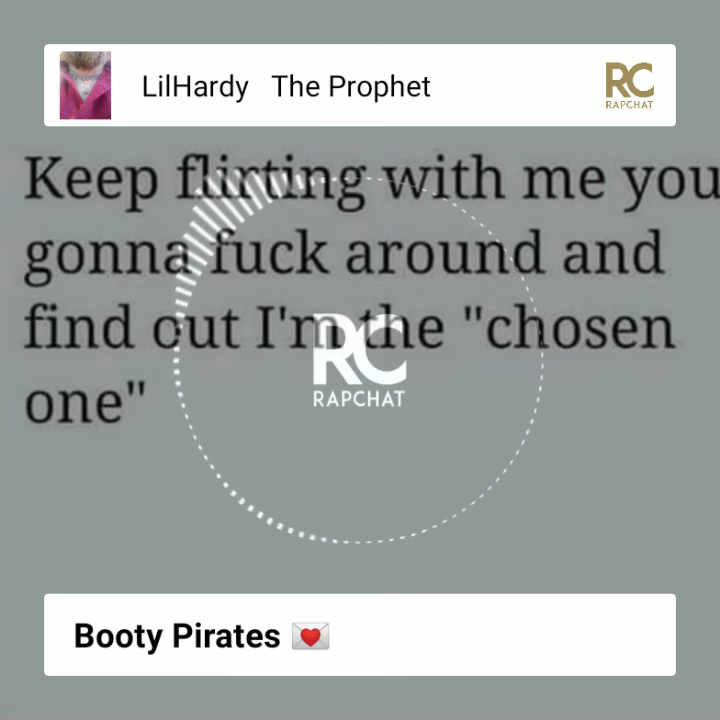 LilHardy The Prophet
RC
RAPCHAT
Keep flirting with me you
gonna fuck around and
find out I'm the "chosen
one"
RC
RAPCHAT
Booty Pirates 💌